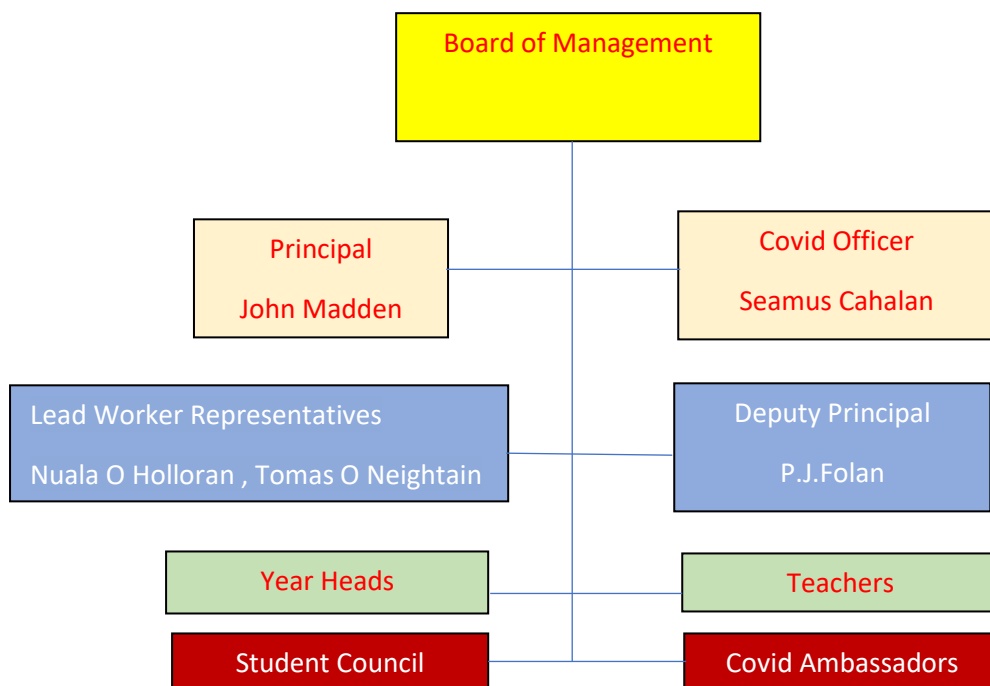 Board of Management
Principal
John Madden
Covid Officer
Seamus Cahalan
Lead Worker Representatives
Nuala O Holloran , Tomas O Neightain
Deputy Principal
P.J.Folan
Year Heads
Teachers
Student Council
Covid Ambassadors